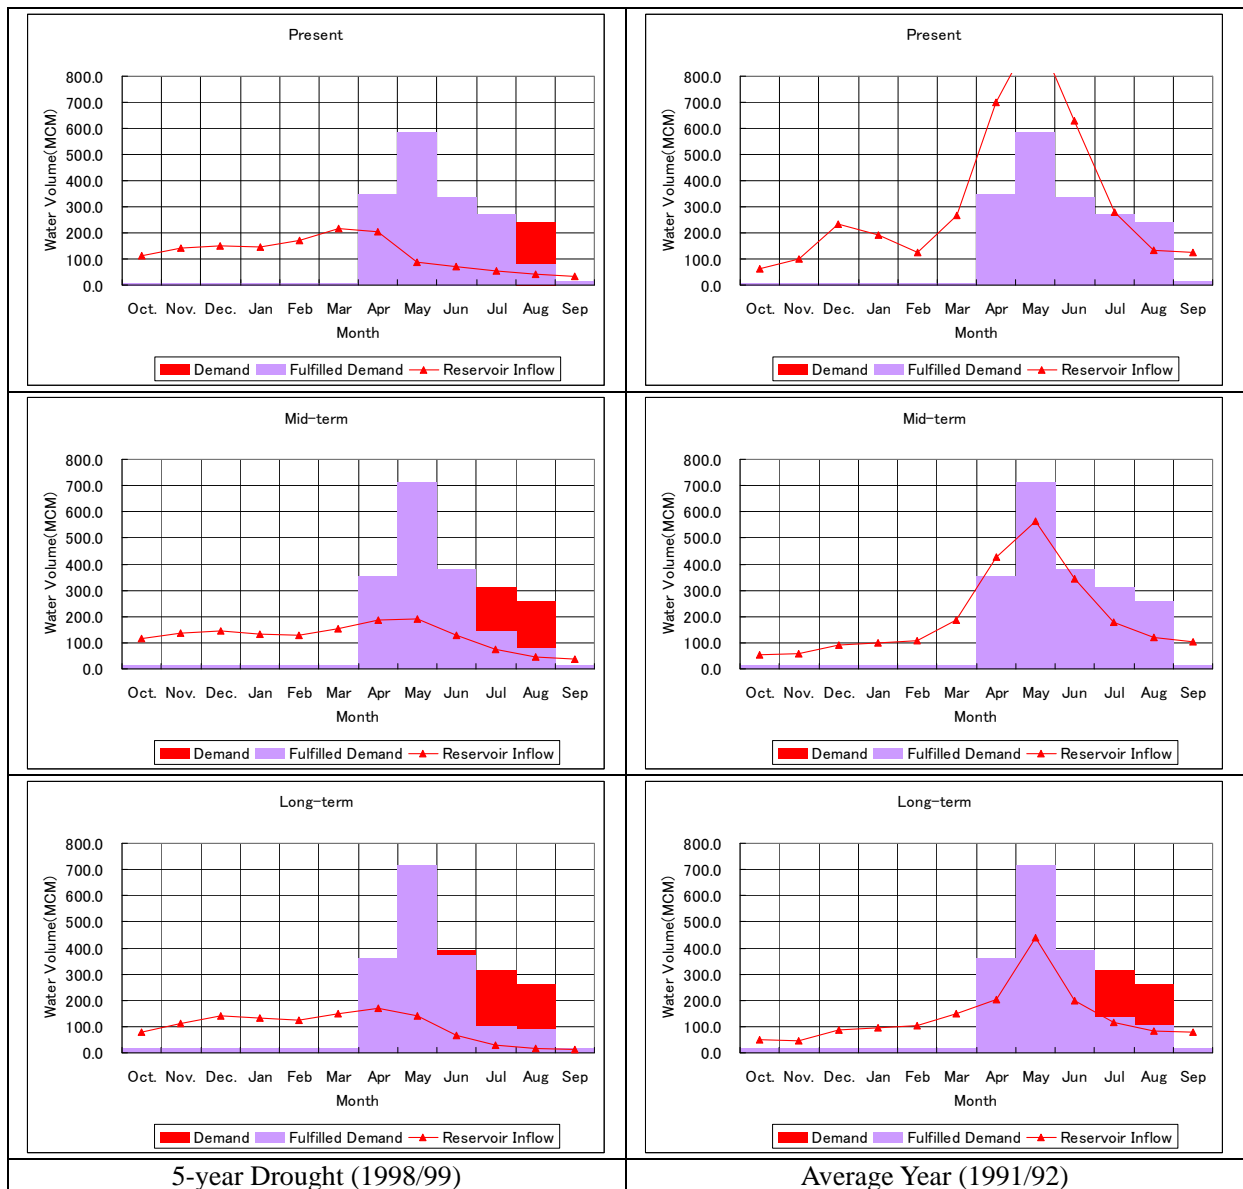 Present
Water Volume(MCM)
800.0
700.0
600.0
500.0
400.0
300.0
200.0
100.0
0.0
Oct. Nov. Dec. Jan Feb Mar Apr May Jun Jul Aug Sep
Month
Demand Fulfilled Demand Reservoir Inflow
Present
Water Volume(MCM)
800.0
700.0
600.0
500.0
400.0
300.0
200.0
100.0
0.0
Oct. Nov. Dec. Jan Feb Mar Apr May Jun Jul Aug Sep
Month
Demand Fulfilled Demand Reservoir Inflow
Mid-term
Water Volume(MCM)
800.0
700.0
600.0
500.0
400.0
300.0
200.0
100.0
0.0
Oct. Nov. Dec. Jan Feb Mar Apr May Jun Jul Aug Sep
Month
Demand Fulfilled Demand Reservoir Inflow
Mid-term
Water Volume(MCM)
800.0
700.0
600.0
500.0
400.0
300.0
200.0
100.0
0.0
Oct. Nov. Dec. Jan Feb Mar Apr May Jun Jul Aug Sep
Month
Demand Fulfilled Demand Reservoir Inflow
Long-term
Water Volume(MCM)
800.0
700.0
600.0
500.0
400.0
300.0
200.0
100.0
0.0
Oct. Nov. Dec. Jan Feb Mar Apr May Jun Jul Aug Sep
Month
Demand Fulfilled Demand Reservoir Inflow
Long-term
Water Volume(MCM)
800.0
700.0
600.0
500.0
400.0
300.0
200.0
100.0
0.0
Oct. Nov. Dec. Jan Feb Mar Apr May Jun Jul Aug Sep
Month
Demand Fulfilled Demand Reservoir Inflow
5-year Drought (1998/99)
Average Year (1991/92)